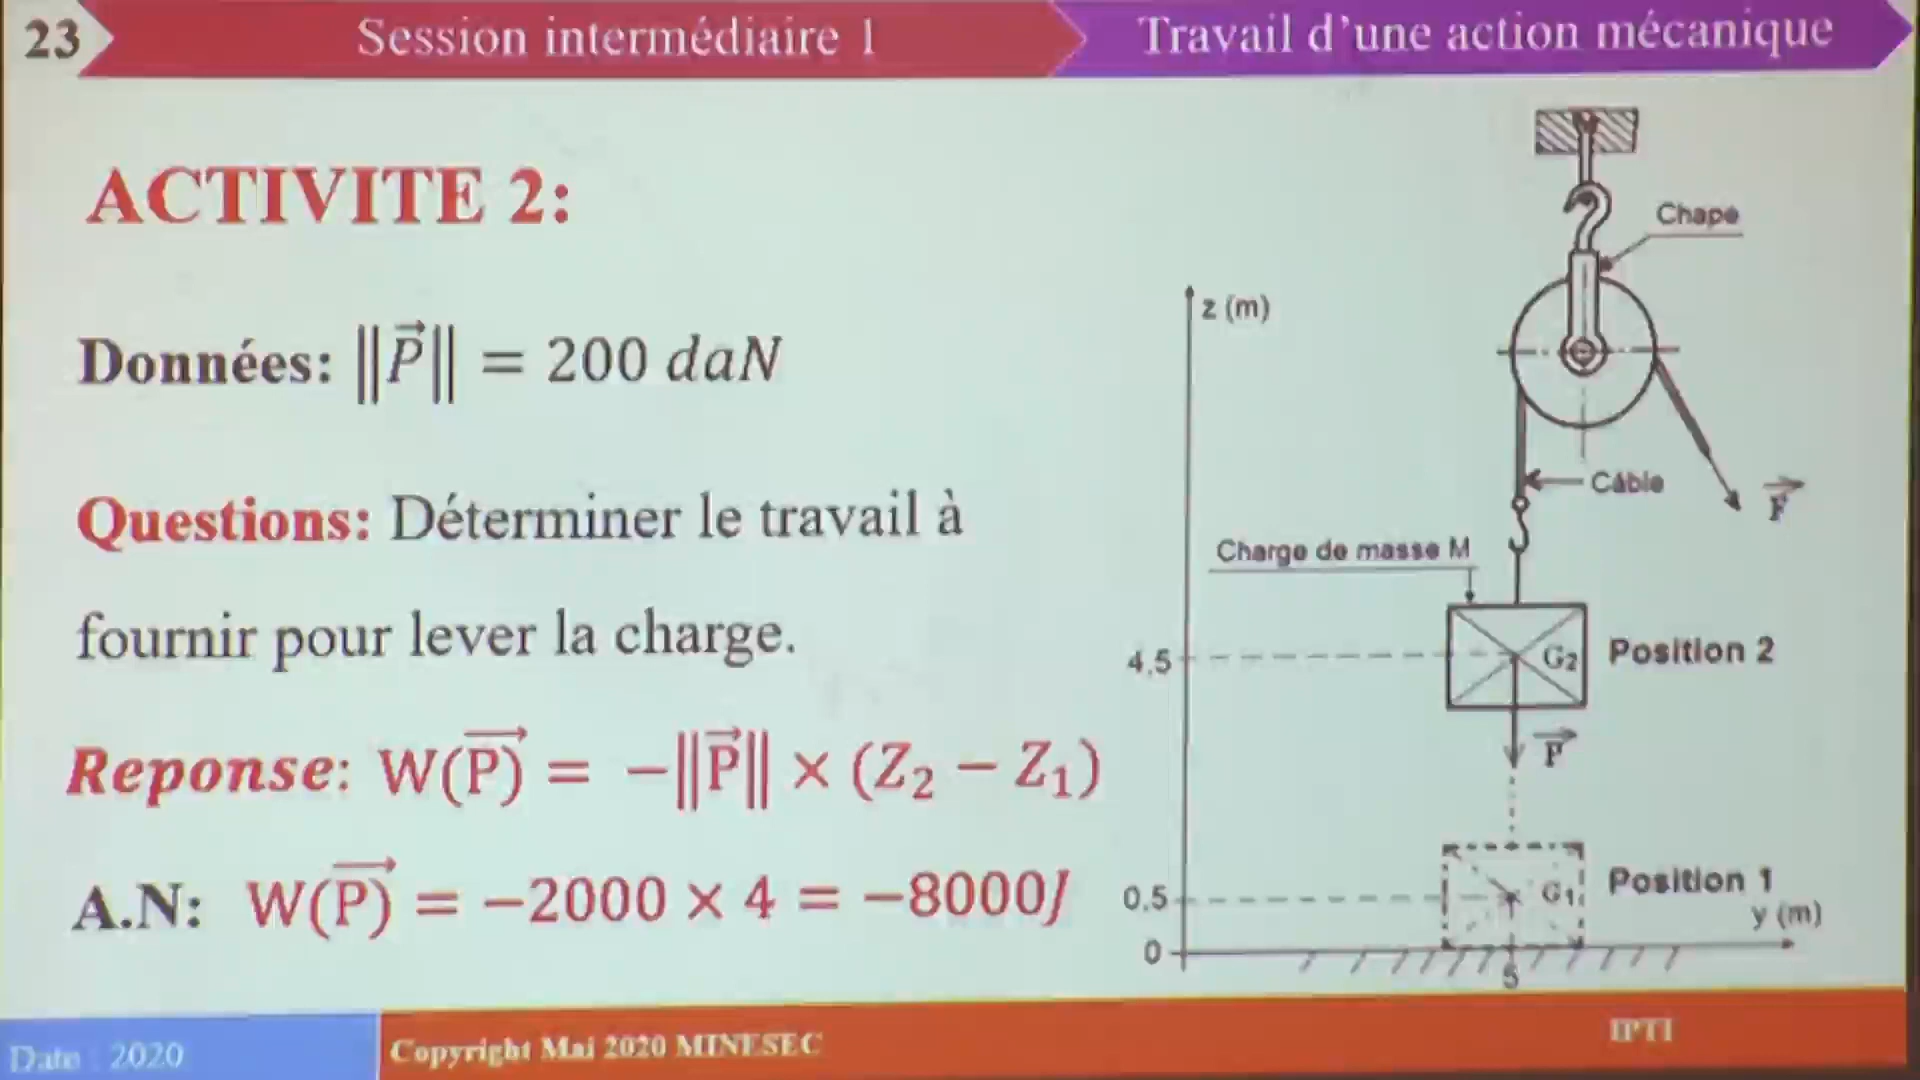 23
Session intermédiaire 1
Travail d'une action mécanique
ACTIVITE 2:
Données: ||P⃗|| = 200 daN
Questions: Déterminer le travail à
fournir pour lever la charge.
Reponse: W(P⃗) = −||P⃗|| × (Z₂ − Z₁)
A.N: W(P⃗) = −2000 × 4 = −8000J
Chape
z (m)
Câble
F⃗
Charge de masse M
4,5
G₂
Position 2
P⃗
0,5
G₁
Position 1
y (m)
0
5
Date : 2020
Copyright Mai 2020 MINESEC
IPTI